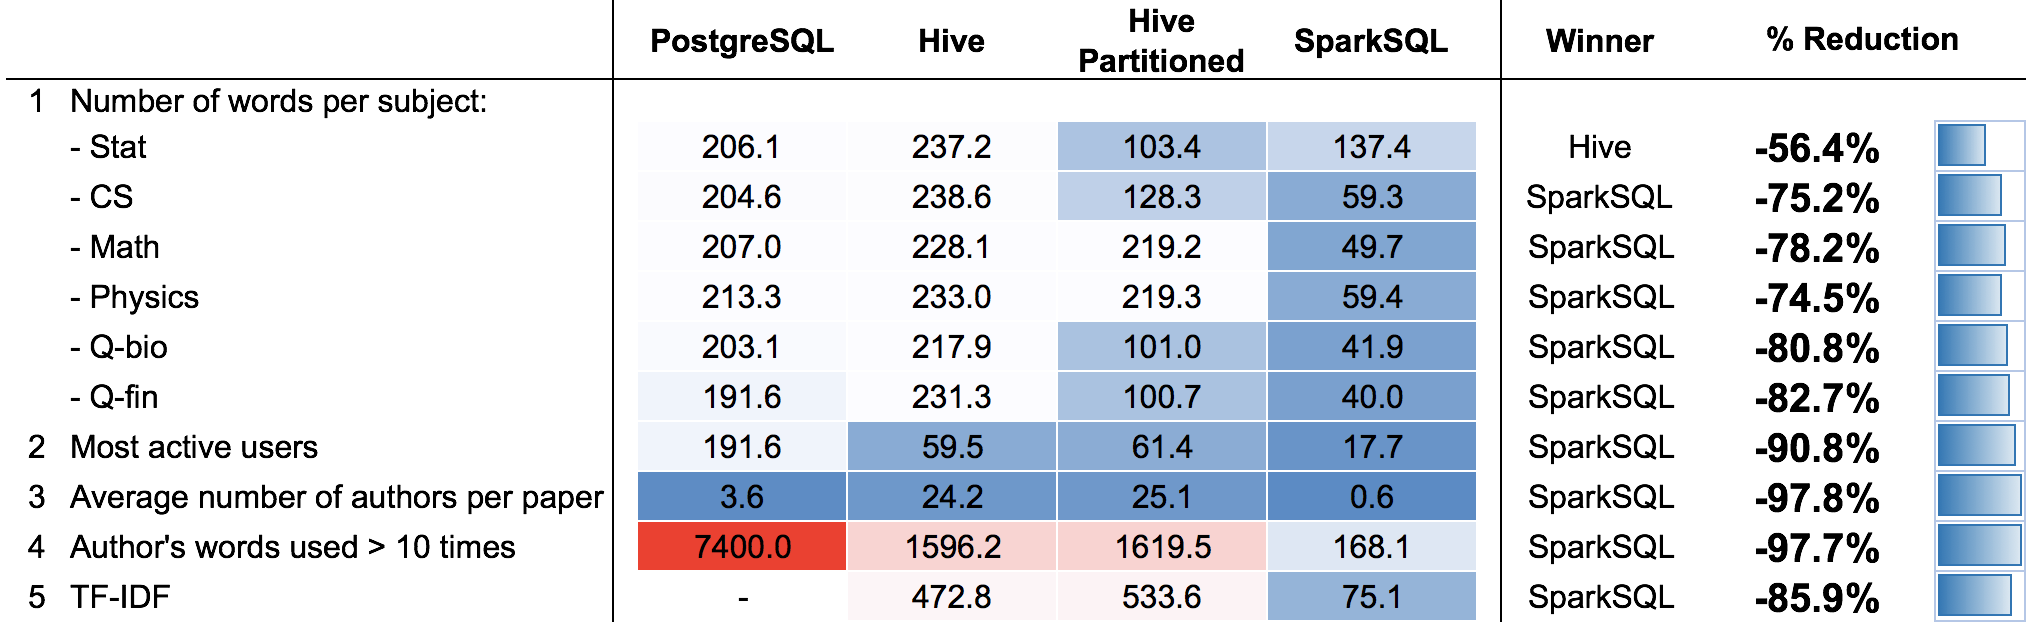 PostgreSQL Hive Hive Partitioned SparkSQL Winner % Reduction
1 Number of words per subject:
- Stat 206.1 237.2 103.4 137.4 Hive -56.4%
- CS 204.6 238.6 128.3 59.3 SparkSQL -75.2%
- Math 207.0 228.1 219.2 49.7 SparkSQL -78.2%
- Physics 213.3 233.0 219.3 59.4 SparkSQL -74.5%
- Q-bio 203.1 217.9 101.0 41.9 SparkSQL -80.8%
- Q-fin 191.6 231.3 100.7 40.0 SparkSQL -82.7%
2 Most active users 191.6 59.5 61.4 17.7 SparkSQL -90.8%
3 Average number of authors per paper 3.6 24.2 25.1 0.6 SparkSQL -97.8%
4 Author's words used > 10 times 7400.0 1596.2 1619.5 168.1 SparkSQL -97.7%
5 TF-IDF - 472.8 533.6 75.1 SparkSQL -85.9%